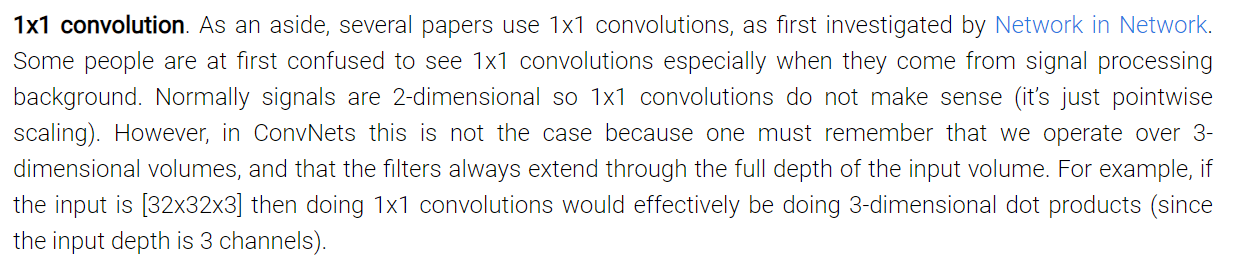 1x1 convolution. As an aside, several papers use 1x1 convolutions, as first investigated by Network in Network.
Some people are at first confused to see 1x1 convolutions especially when they come from signal processing
background. Normally signals are 2-dimensional so 1x1 convolutions do not make sense (it’s just pointwise
scaling). However, in ConvNets this is not the case because one must remember that we operate over 3-
dimensional volumes, and that the filters always extend through the full depth of the input volume. For example, if
the input is [32x32x3] then doing 1x1 convolutions would effectively be doing 3-dimensional dot products (since
the input depth is 3 channels).